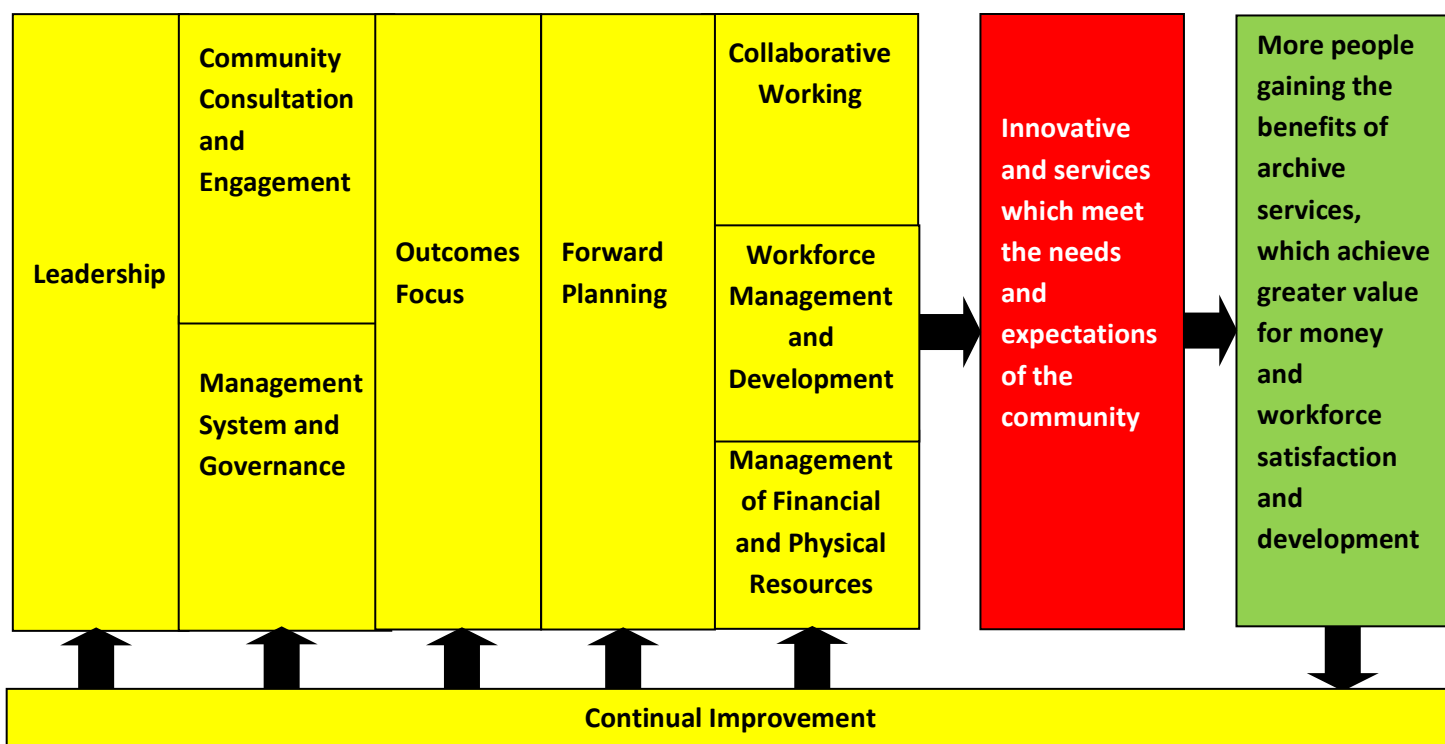 Leadership
Community
Consultation
and
Engagement
Management
System and
Governance
Outcomes
Focus
Forward
Planning
Collaborative
Working
Workforce
Management
and
Development
Management
of Financial
and Physical
Resources
Innovative
and services
which meet
the needs
and
expectations
of the
community
More people
gaining the
benefits of
archive
services,
which achieve
greater value
for money
and
workforce
satisfaction
and
development
Continual Improvement